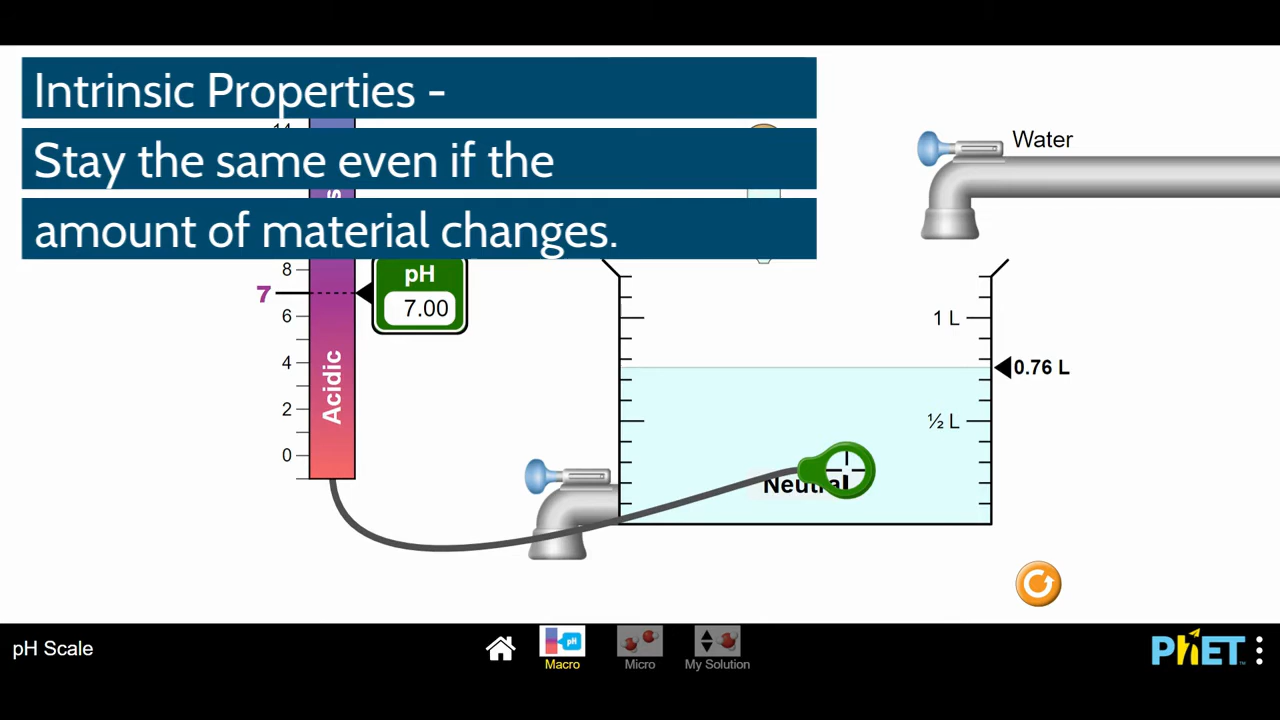 Intrinsic Properties -
Stay the same even if the
amount of material changes.
Water
8
7
6
4
2
0
Acidic
pH
7.00
1 L
0.76 L
½ L
Neutral
pH Scale
Macro
Micro
My Solution
PhET